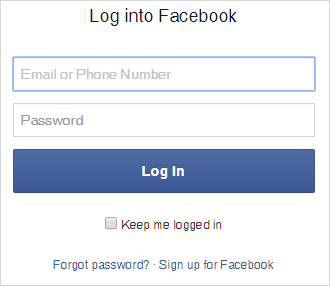 Log into Facebook
Email or Phone Number
Password
Log In
Keep me logged in
Forgot password? · Sign up for Facebook